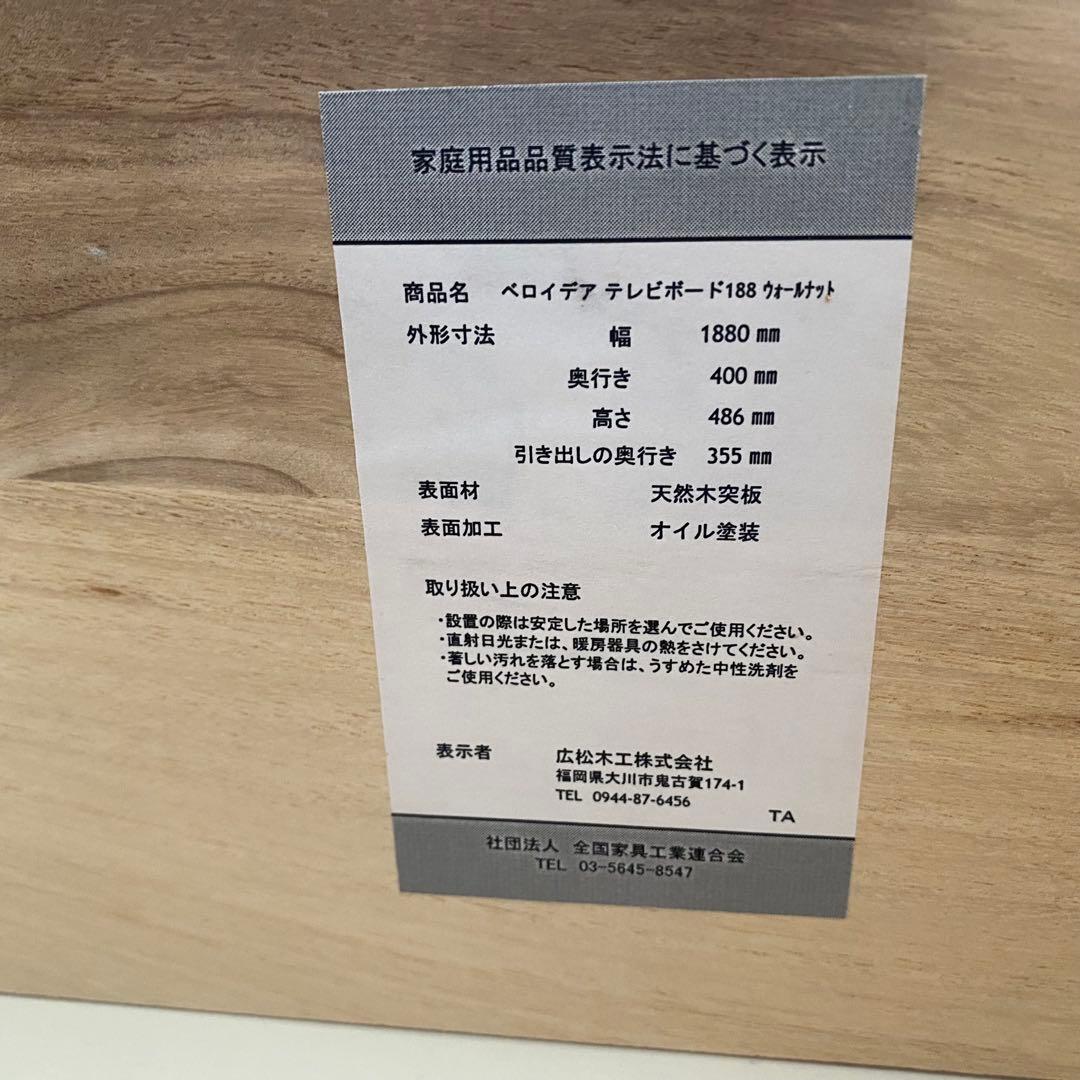 家庭用品品質表示法に基づく表示
商品名 ベロイデア テレビボード188 ｳｫｰﾙﾅｯﾄ
外形寸法 幅 1880 ㎜
奥行き 400 ㎜
高さ 486 ㎜
引き出しの奥行き 355 ㎜
表面材 天然木突板
表面加工 オイル塗装
取り扱い上の注意
・設置の際は安定した場所を選んでご使用ください。
・直射日光または、暖房器具の熱をさけてください。
・著しい汚れを落とす場合は、うすめた中性洗剤を
ご使用ください。
表示者 広松木工株式会社
福岡県大川市鬼古賀174-1
TEL 0944-87-6456
TA
社団法人 全国家具工業連合会
TEL 03-5645-8547